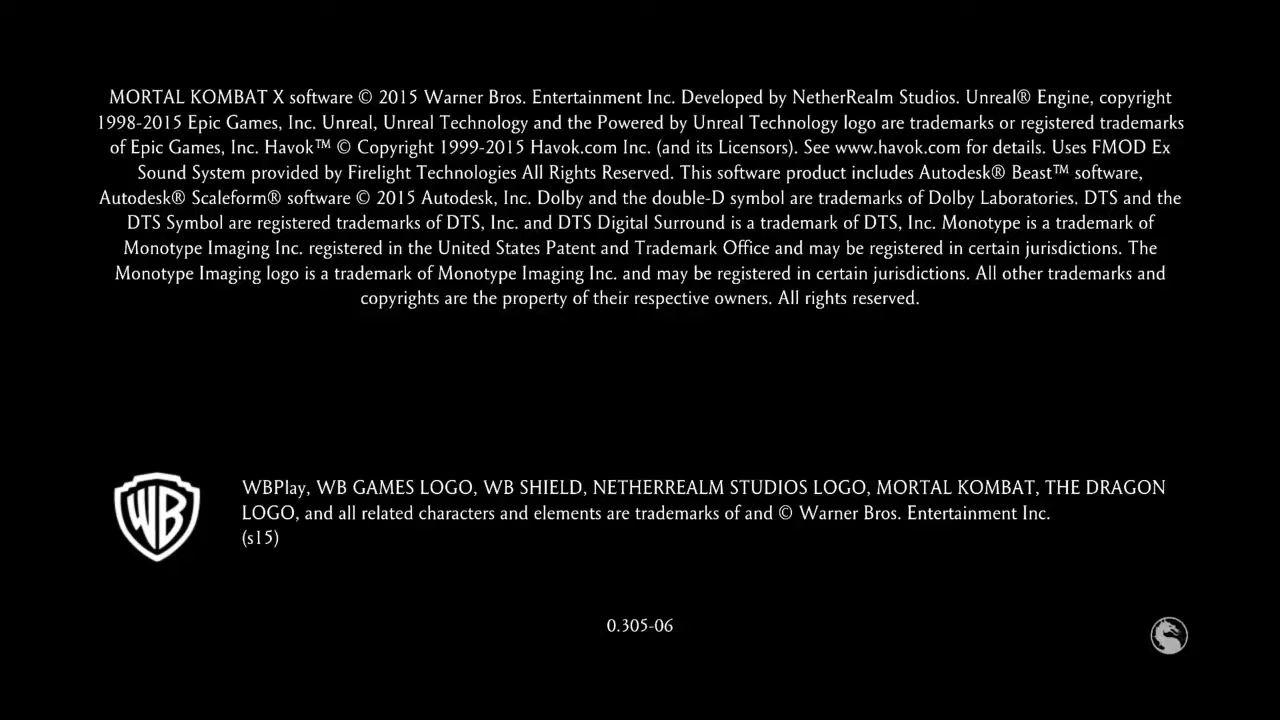 MORTAL KOMBAT X software © 2015 Warner Bros. Entertainment Inc. Developed by NetherRealm Studios. Unreal® Engine, copyright
1998-2015 Epic Games, Inc. Unreal, Unreal Technology and the Powered by Unreal Technology logo are trademarks or registered trademarks
of Epic Games, Inc. Havok™ © Copyright 1999-2015 Havok.com Inc. (and its Licensors). See www.havok.com for details. Uses FMOD Ex
Sound System provided by Firelight Technologies All Rights Reserved. This software product includes Autodesk® Beast™ software,
Autodesk® Scaleform® software © 2015 Autodesk, Inc. Dolby and the double-D symbol are trademarks of Dolby Laboratories. DTS and the
DTS Symbol are registered trademarks of DTS, Inc. and DTS Digital Surround is a trademark of DTS, Inc. Monotype is a trademark of
Monotype Imaging Inc. registered in the United States Patent and Trademark Office and may be registered in certain jurisdictions. The
Monotype Imaging logo is a trademark of Monotype Imaging Inc. and may be registered in certain jurisdictions. All other trademarks and
copyrights are the property of their respective owners. All rights reserved.
WB
WBPlay, WB GAMES LOGO, WB SHIELD, NETHERREALM STUDIOS LOGO, MORTAL KOMBAT, THE DRAGON
LOGO, and all related characters and elements are trademarks of and © Warner Bros. Entertainment Inc.
(s15)
0.305-06